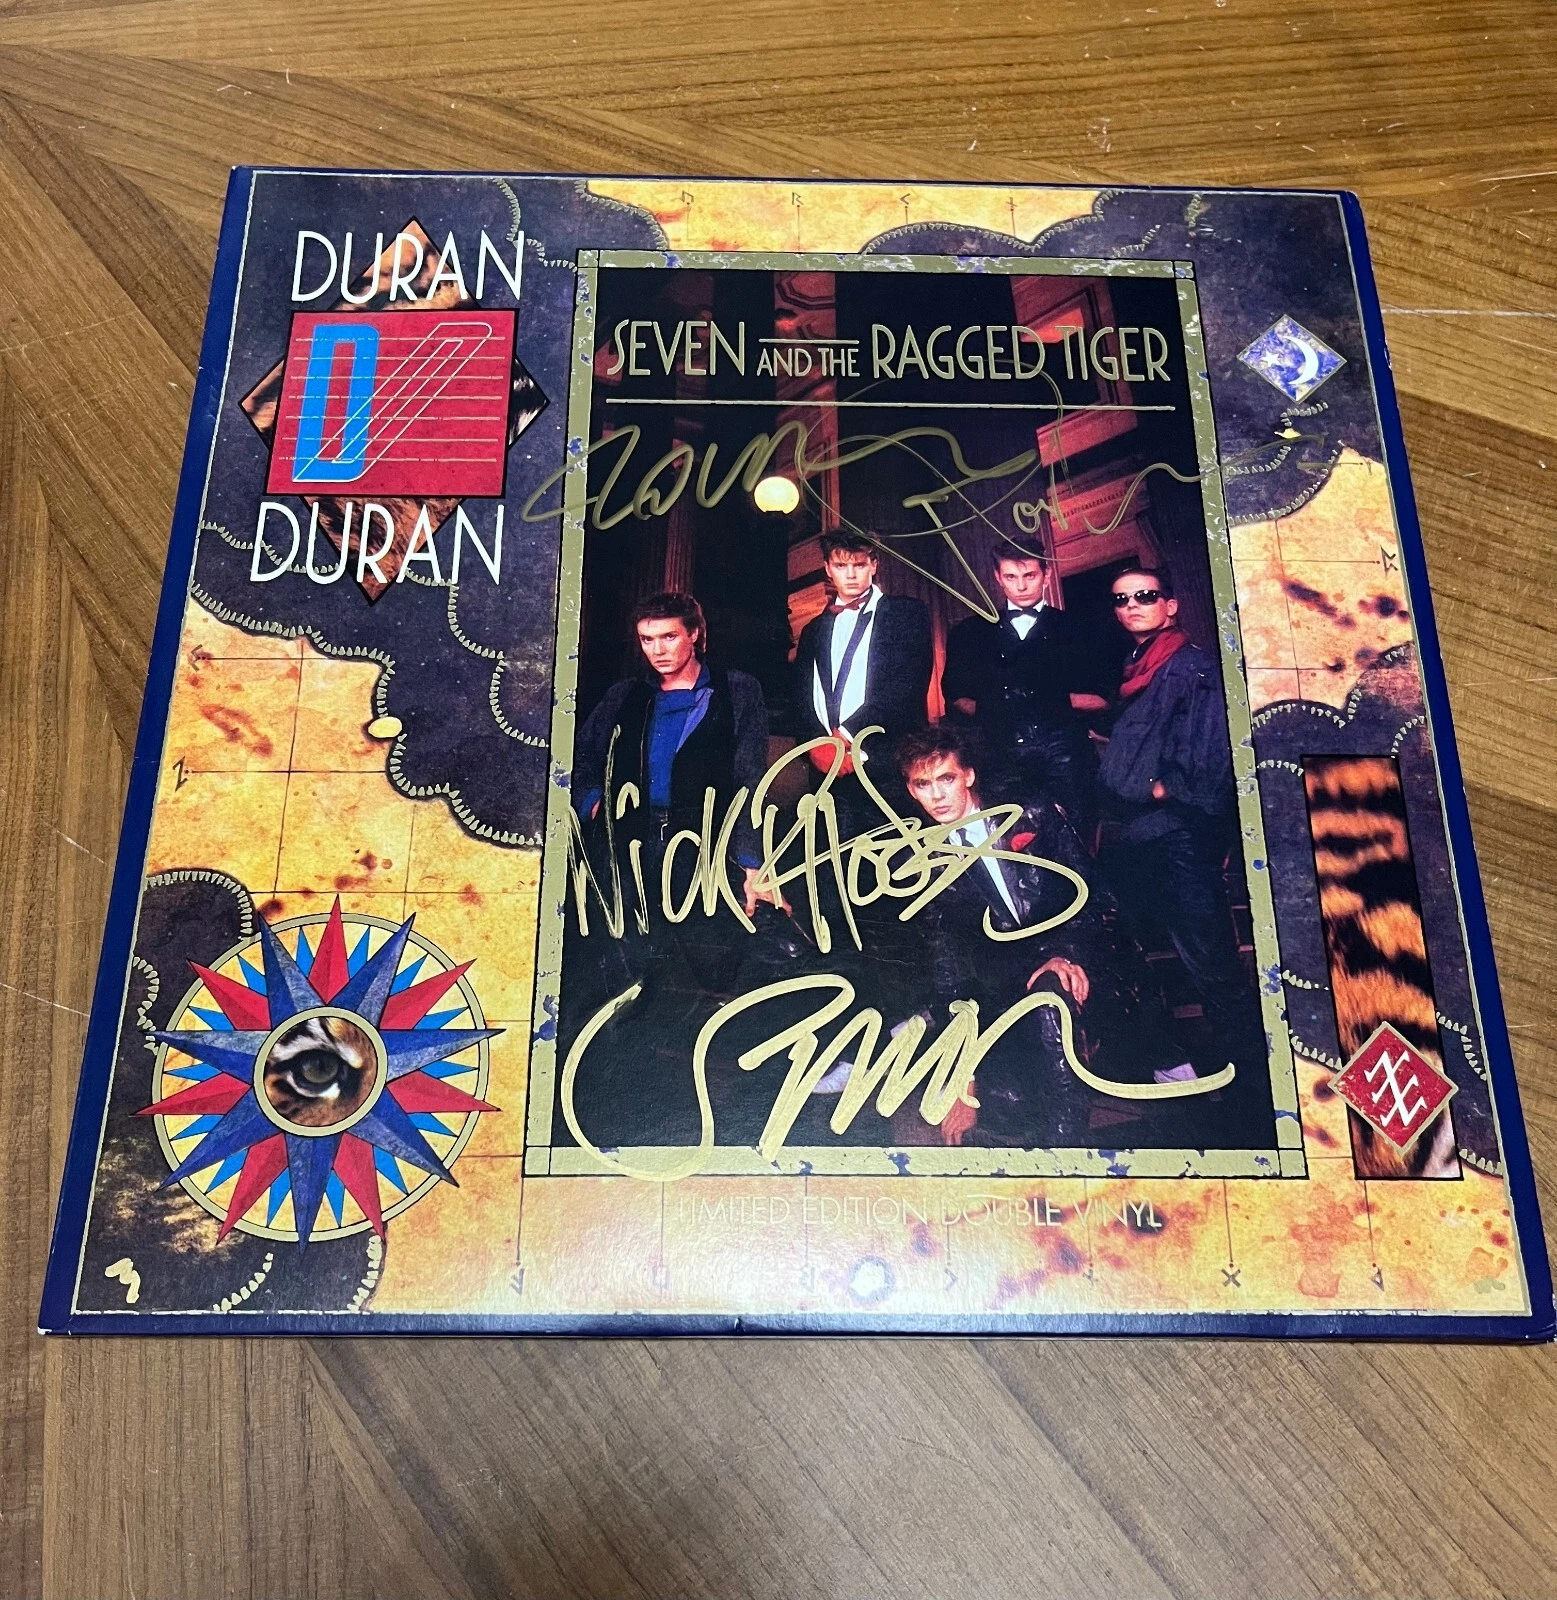 DURAN
DURAN
SEVEN AND THE RAGGED TIGER
Nick Rhodes
LIMITED EDITION DOUBLE VINYL